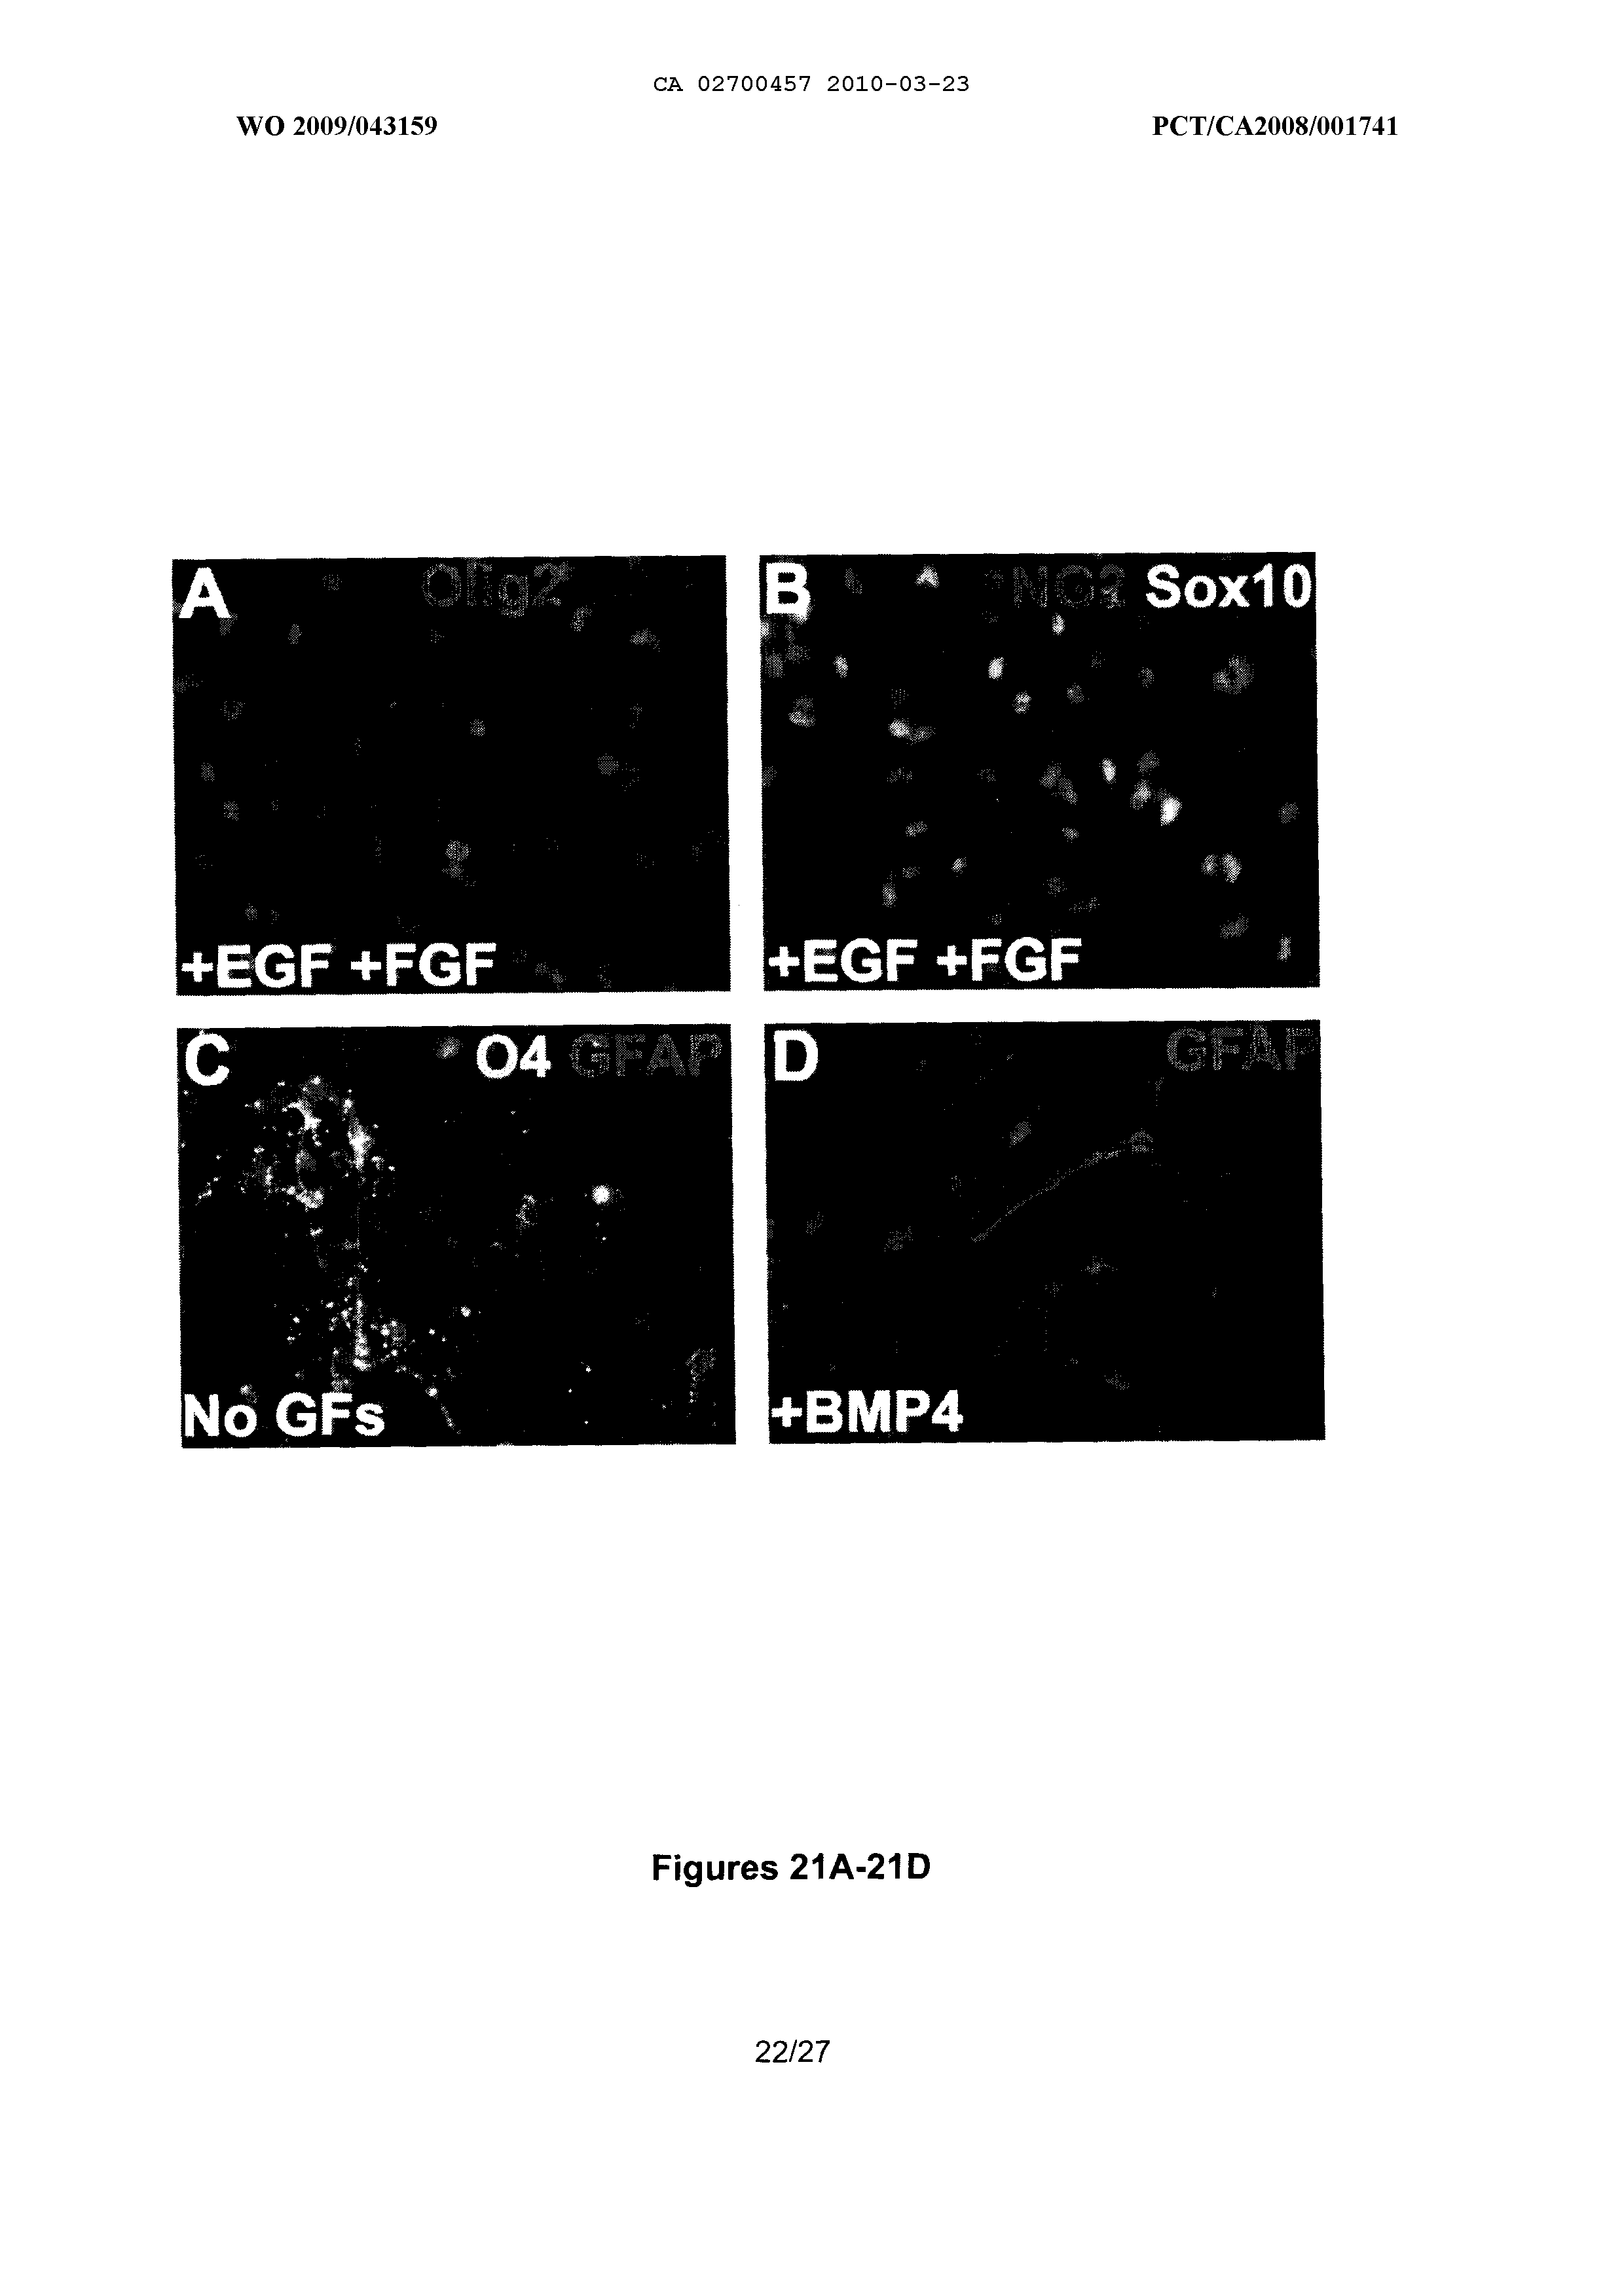 CA 02700457 2010-03-23
WO 2009/043159 PCT/CA2008/001741
A Olig2
+EGF +FGF
B NG2 Sox10
+EGF +FGF
C O4 GFAP
No GFs
D GFAP
+BMP4
Figures 21A-21D
22/27